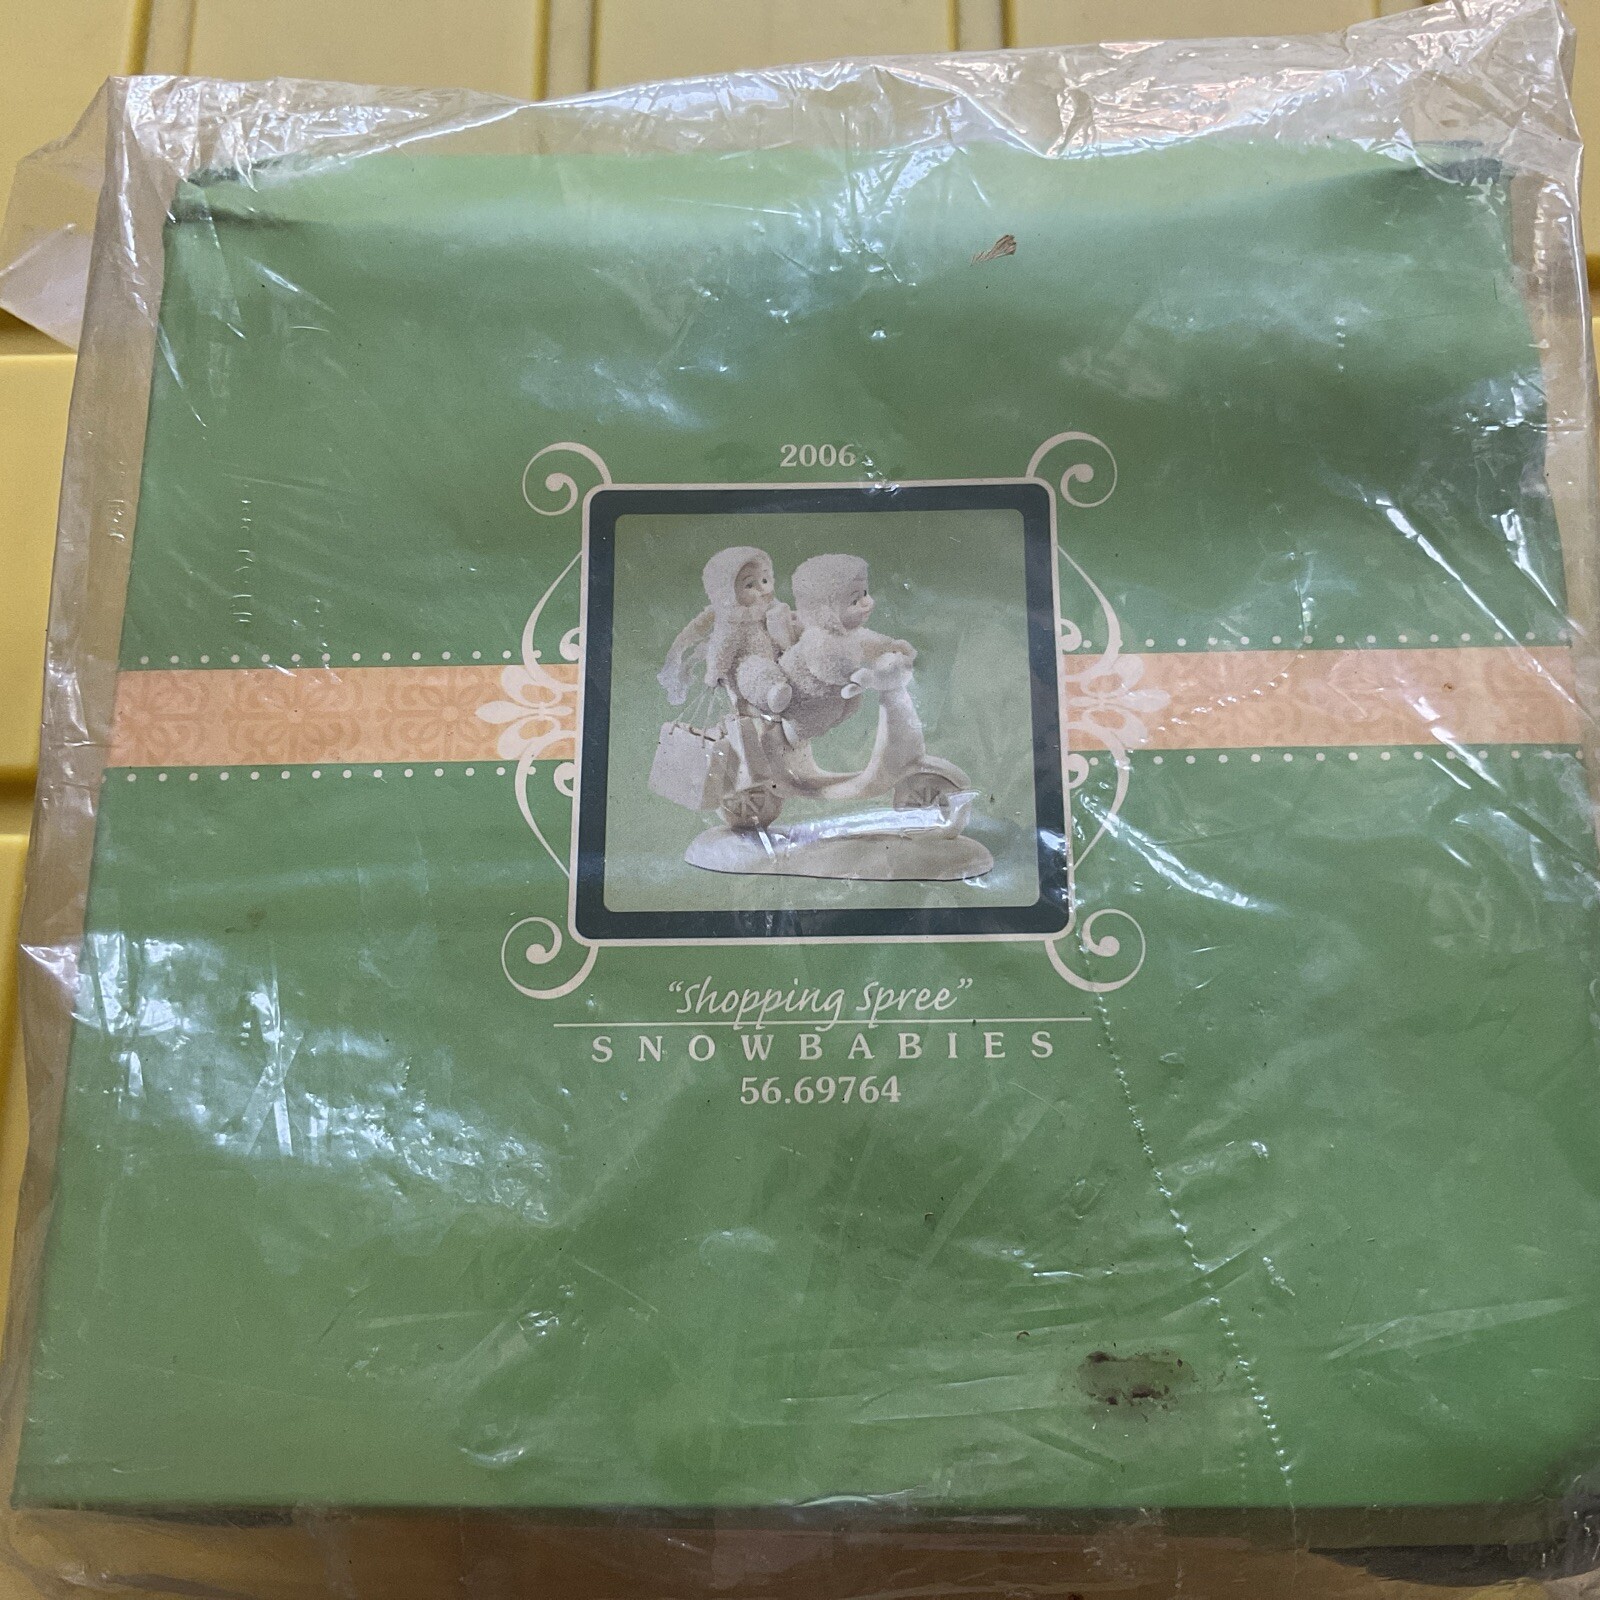 2006
"Shopping Spree"
SNOWBABIES
56.69764